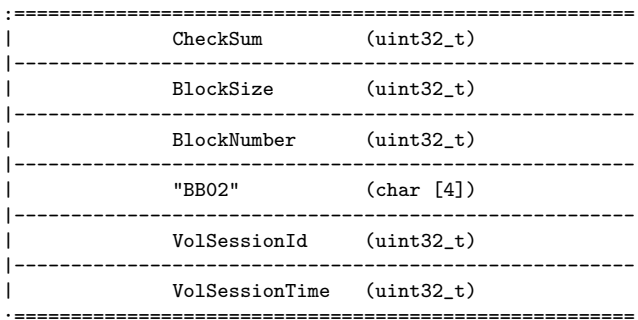 :=======================================================
| CheckSum (uint32_t)
|-------------------------------------------------------
| BlockSize (uint32_t)
|-------------------------------------------------------
| BlockNumber (uint32_t)
|-------------------------------------------------------
| "BB02" (char [4])
|-------------------------------------------------------
| VolSessionId (uint32_t)
|-------------------------------------------------------
| VolSessionTime (uint32_t)
:=======================================================